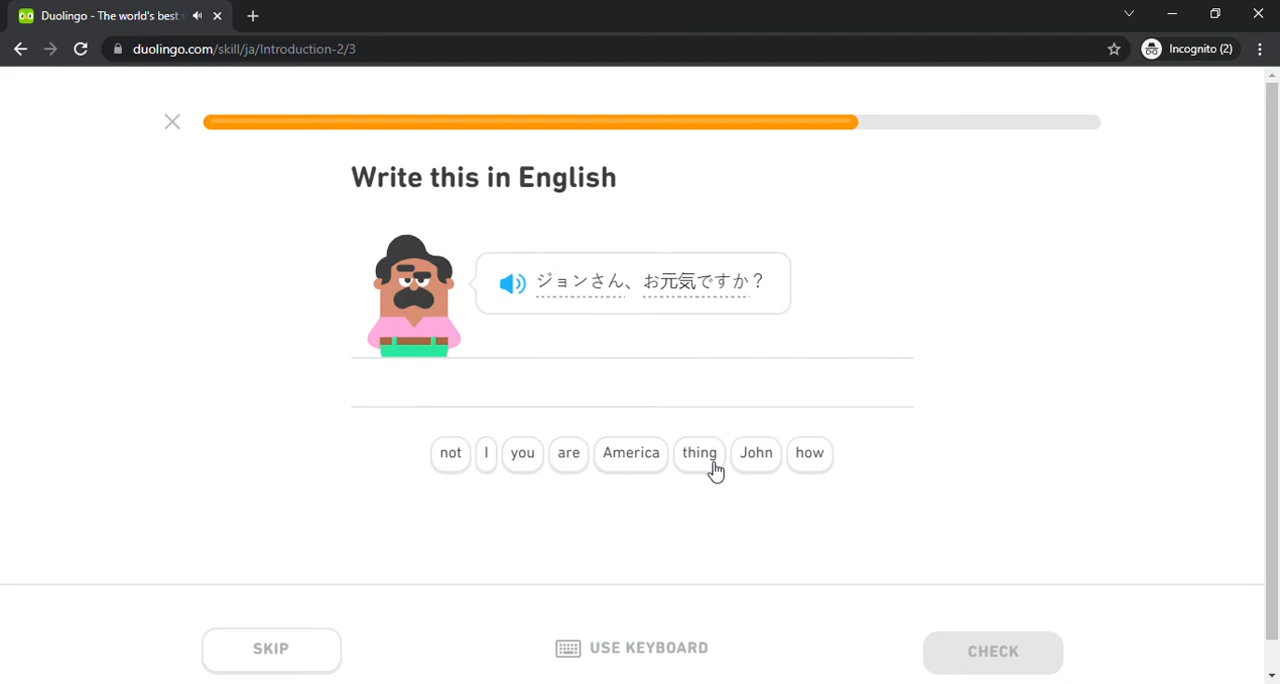 Duolingo - The world's best
duolingo.com/skill/ja/Introduction-2/3
Incognito (2)
Write this in English
ジョンさん、お元気ですか？
not I you are America thing John how
SKIP
USE KEYBOARD
CHECK